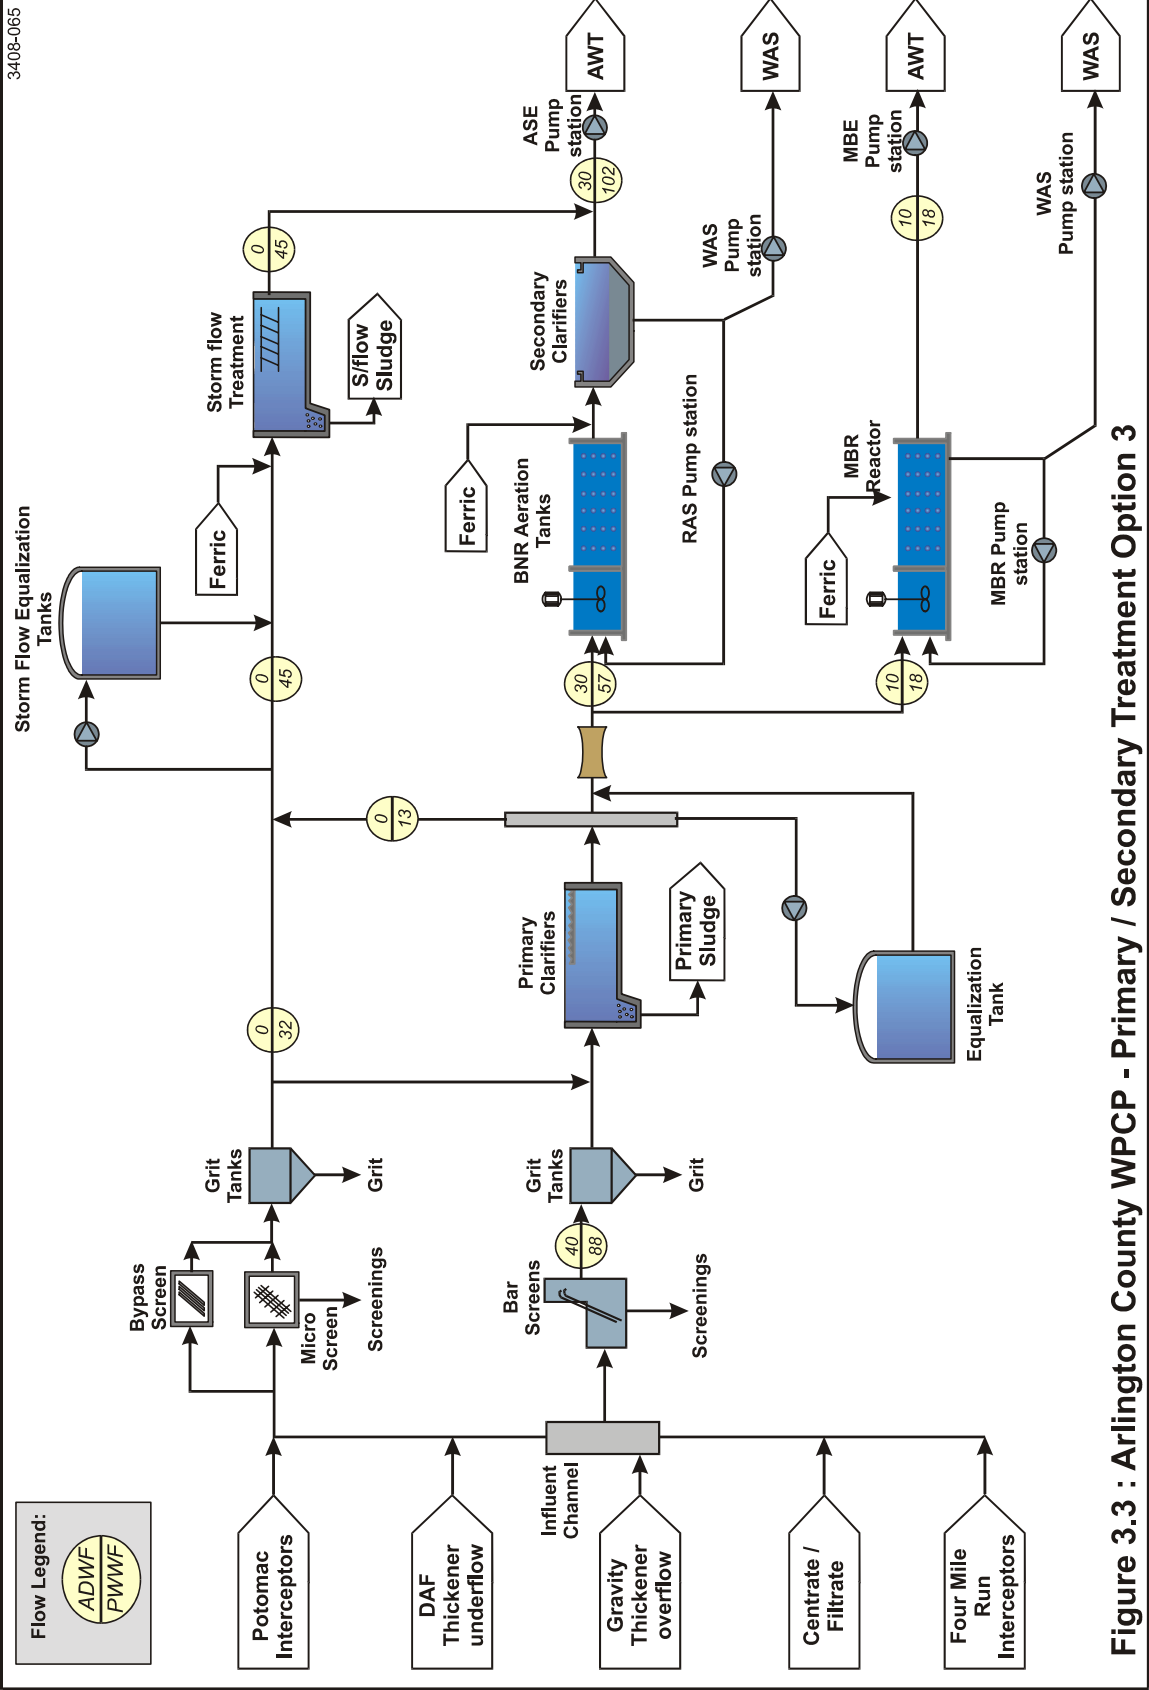 3408-065
Flow Legend:
ADWF
PWWF
Potomac
Interceptors
DAF
Thickener
underflow
Gravity
Thickener
overflow
Centrate /
Filtrate
Four Mile
Run
Interceptors
Influent
Channel
Bypass
Screen
Micro
Screen
Screenings
Bar
Screens
Screenings
40
88
Grit
Tanks
Grit
Grit
Tanks
Grit
0
32
Primary
Clarifiers
Primary
Sludge
Equalization
Tank
0
13
Storm Flow Equalization
Tanks
0
45
Ferric
Storm flow
Treatment
S/flow
Sludge
0
45
30
57
BNR Aeration
Tanks
Ferric
Secondary
Clarifiers
RAS Pump station
30
102
ASE
Pump
station
AWT
WAS
Pump
station
WAS
10
18
Ferric
MBR
Reactor
MBR Pump
station
10
18
MBE
Pump
station
AWT
WAS
Pump station
WAS
Figure 3.3 : Arlington County WPCP - Primary / Secondary Treatment Option 3